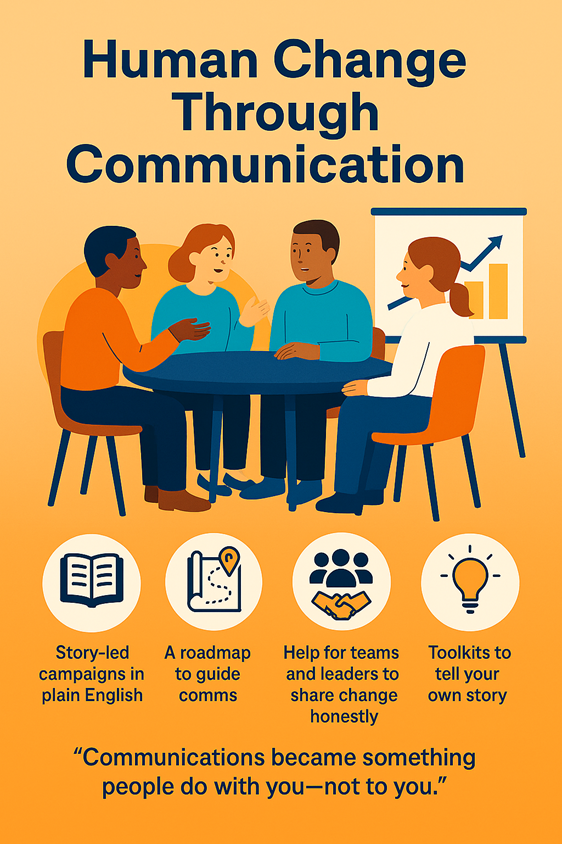 Human Change
Through
Communication
Story-led
campaigns in
plain English
A roadmap
to guide
comms
Help for teams
and leaders to
share change
honestly
Toolkits to
tell your
own story
“Communications became something
people do with you—not to you.”